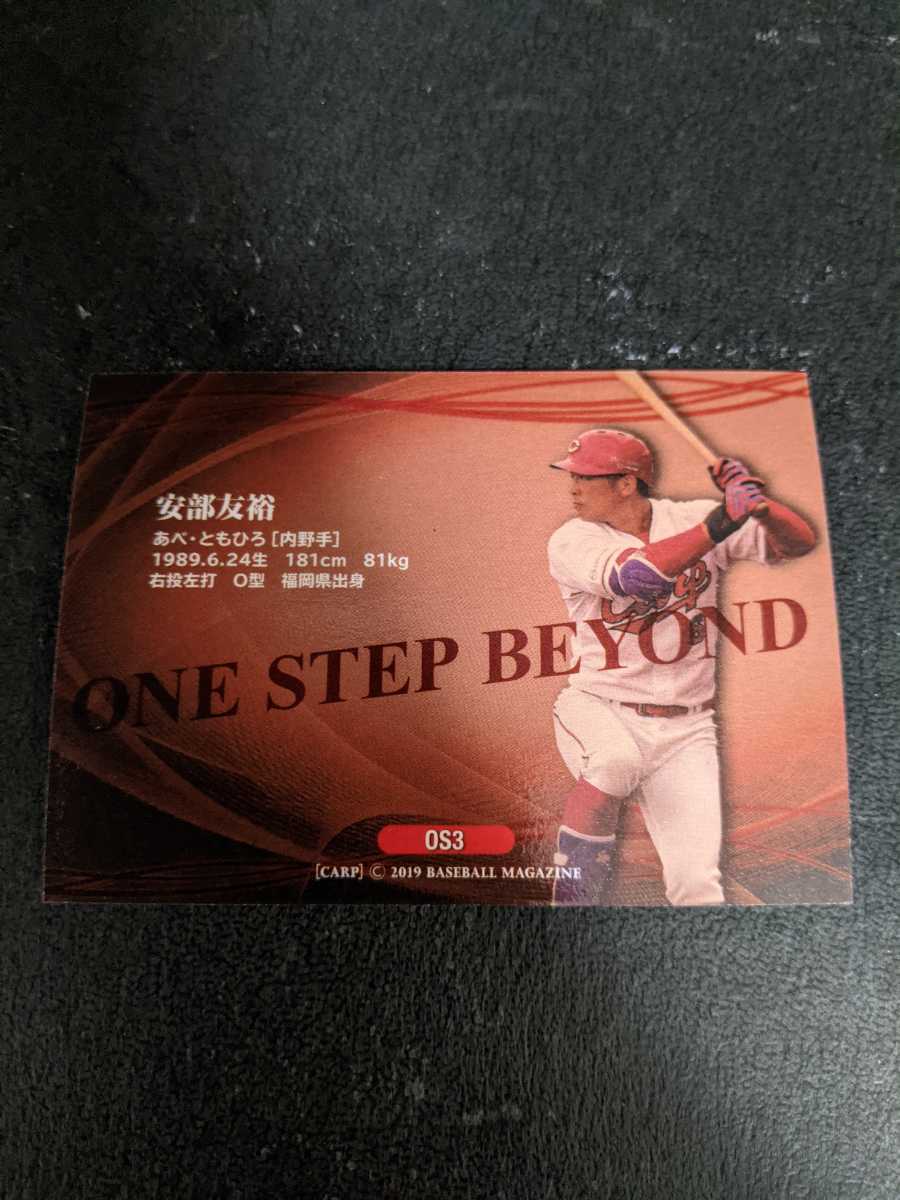 安部友裕
あべ・ともひろ［内野手］
1989.6.24生 181cm 81kg
右投左打 O型 福岡県出身
ONE STEP BEYOND
OS3
[CARP] © 2019 BASEBALL MAGAZINE